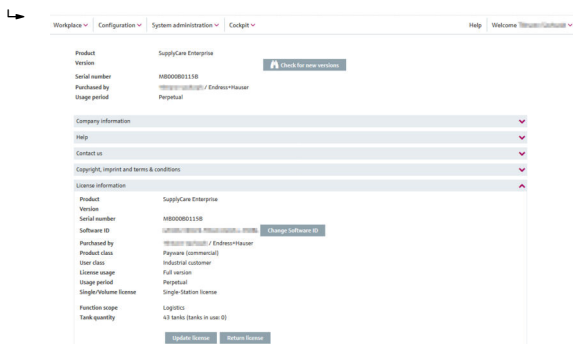 Workplace Configuration System administration Cockpit Help Welcome
Product SupplyCare Enterprise
Version
Check for new versions
Serial number MB000B0115B
Purchased by / Endress+Hauser
Usage period Perpetual
Company information
Help
Contact us
Copyright, imprint and terms & conditions
License information
Product SupplyCare Enterprise
Version
Serial number MB000B0115B
Software ID Change Software ID
Purchased by / Endress+Hauser
Product class Payware (commercial)
User class Industrial customer
License usage Full version
Usage period Perpetual
Single/Volume license Single-Station license
Function scope Logistics
Tank quantity 43 tanks (tanks in use: 0)
Update license Return license